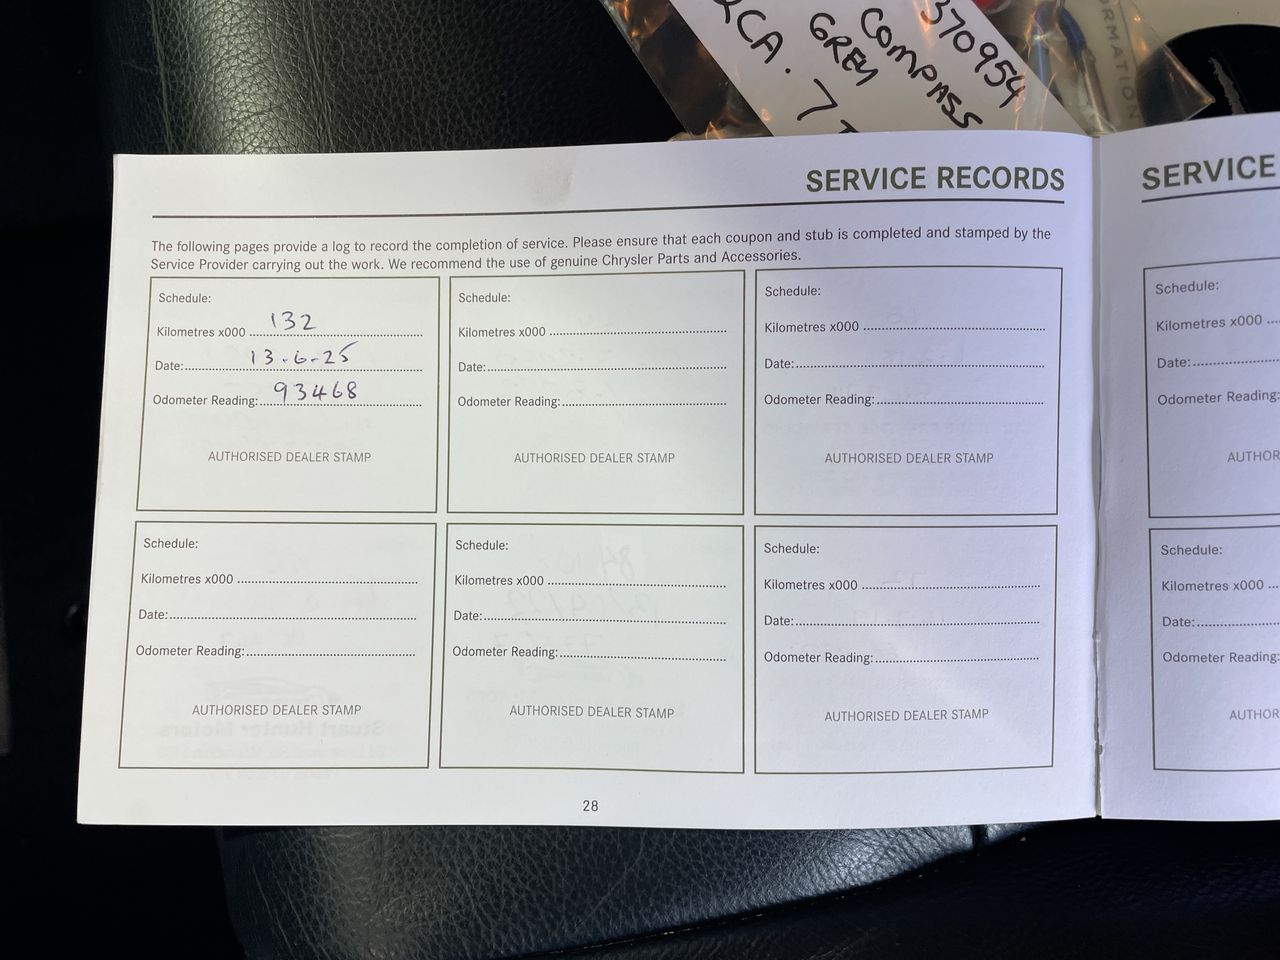 370954
COMPASS
GREY
QCA. 7
ORMATION
SERVICE RECORDS
The following pages provide a log to record the completion of service. Please ensure that each coupon and stub is completed and stamped by the
Service Provider carrying out the work. We recommend the use of genuine Chrysler Parts and Accessories.
Schedule:
Kilometres x000 132
Date: 13-6-25
Odometer Reading: 93468
AUTHORISED DEALER STAMP
Schedule:
Kilometres x000
Date:
Odometer Reading:
AUTHORISED DEALER STAMP
Schedule:
Kilometres x000
Date:
Odometer Reading:
AUTHORISED DEALER STAMP
Schedule:
Kilometres x000
Date:
Odometer Reading:
AUTHORISED DEALER STAMP
Schedule:
Kilometres x000
Date:
Odometer Reading:
AUTHORISED DEALER STAMP
Schedule:
Kilometres x000
Date:
Odometer Reading:
AUTHORISED DEALER STAMP
28
SERVICE
Schedule:
Kilometres x000
Date:
Odometer Reading:
AUTHOR
Schedule:
Kilometres x000
Date:
Odometer Reading:
AUTHOR